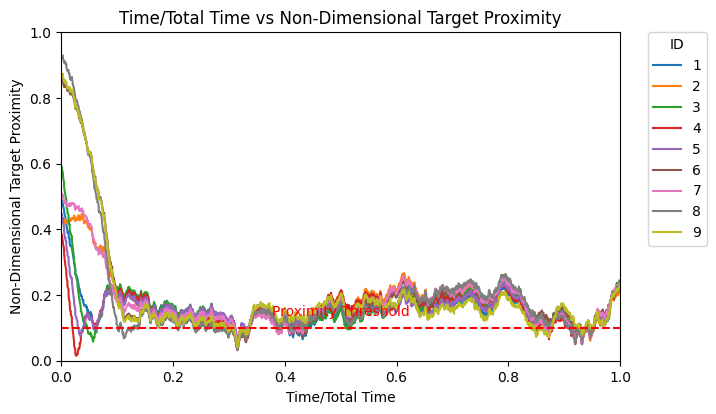 Time/Total Time vs Non-Dimensional Target Proximity
ID
1
2
3
4
5
6
7
8
9
Non-Dimensional Target Proximity
1.0
0.8
0.6
0.4
0.2
0.0
Proximity Threshold
0.0 0.2 0.4 0.6 0.8 1.0
Time/Total Time